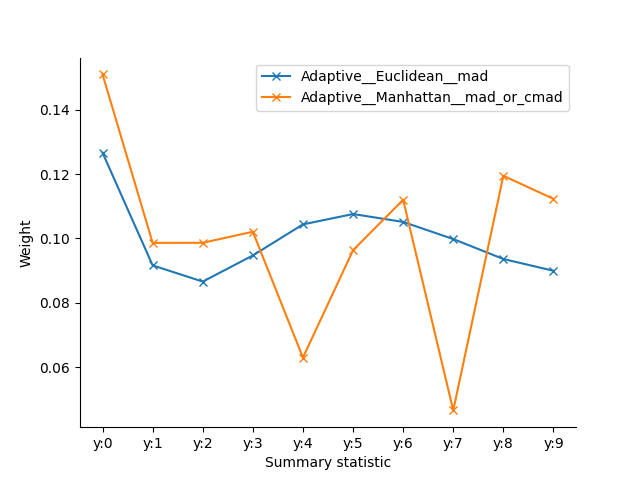 Adaptive__Euclidean__mad
Adaptive__Manhattan__mad_or_cmad
0.14
0.12
0.10
0.08
0.06
Weight
y:0 y:1 y:2 y:3 y:4 y:5 y:6 y:7 y:8 y:9
Summary statistic